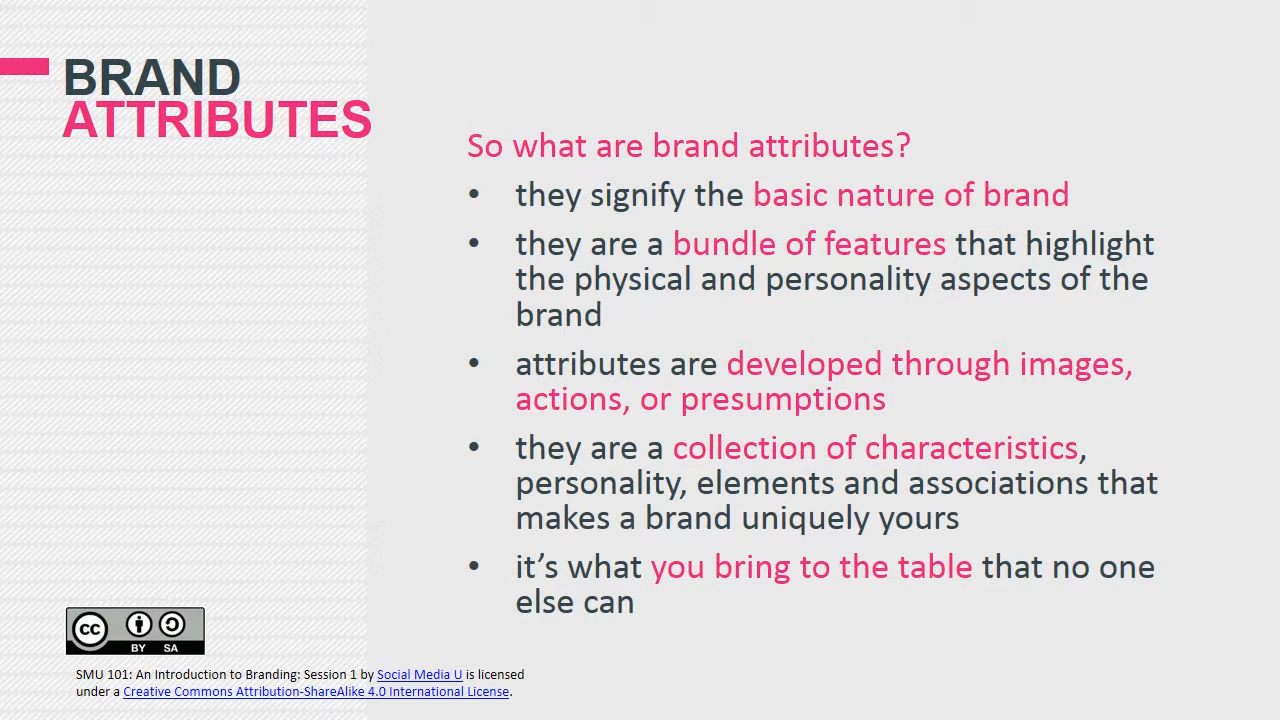 BRAND
ATTRIBUTES
So what are brand attributes?
• they signify the basic nature of brand
• they are a bundle of features that highlight
the physical and personality aspects of the
brand
• attributes are developed through images,
actions, or presumptions
• they are a collection of characteristics,
personality, elements and associations that
makes a brand uniquely yours
• it’s what you bring to the table that no one
else can
cc
BY SA
SMU 101: An Introduction to Branding: Session 1 by Social Media U is licensed
under a Creative Commons Attribution-ShareAlike 4.0 International License.